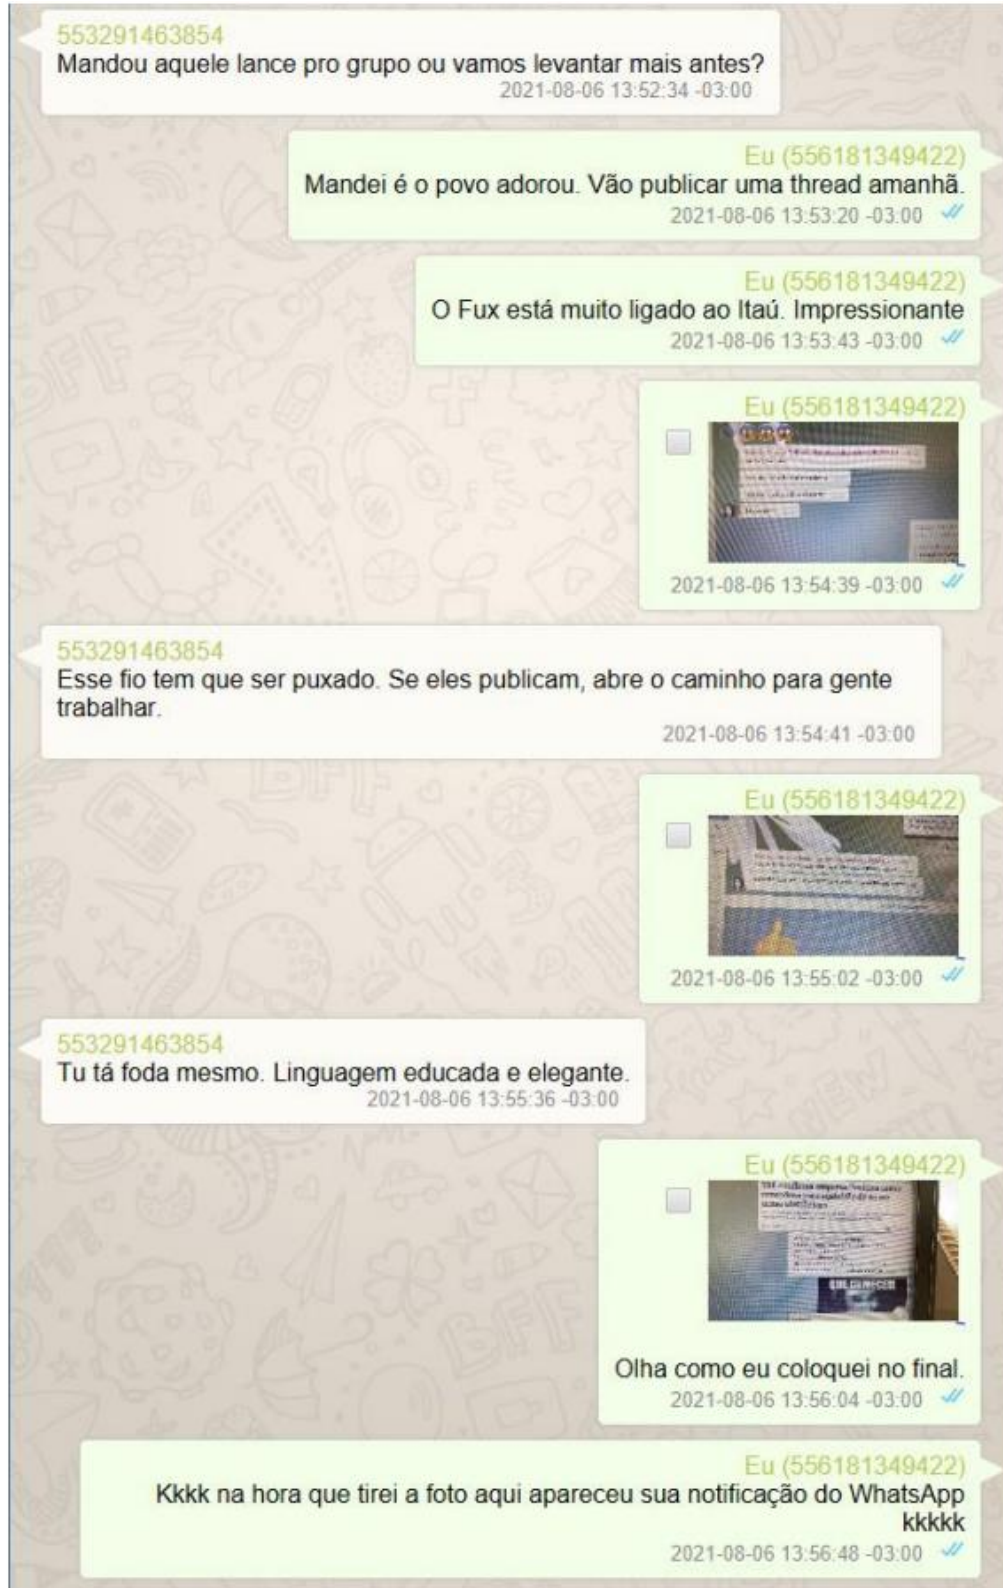 553291463854
Mandou aquele lance pro grupo ou vamos levantar mais antes?
2021-08-06 13:52:34 -03:00
Eu (556181349422)
Mandei é o povo adorou. Vão publicar uma thread amanhã.
2021-08-06 13:53:20 -03:00
Eu (556181349422)
O Fux está muito ligado ao Itaú. Impressionante
2021-08-06 13:53:43 -03:00
Eu (556181349422)
2021-08-06 13:54:39 -03:00
553291463854
Esse fio tem que ser puxado. Se eles publicam, abre o caminho para gente
trabalhar.
2021-08-06 13:54:41 -03:00
Eu (556181349422)
2021-08-06 13:55:02 -03:00
553291463854
Tu tá foda mesmo. Linguagem educada e elegante.
2021-08-06 13:55:36 -03:00
Eu (556181349422)
QUE COMECEM
Olha como eu coloquei no final.
2021-08-06 13:56:04 -03:00
Eu (556181349422)
Kkkk na hora que tirei a foto aqui apareceu sua notificação do WhatsApp
kkkkk
2021-08-06 13:56:48 -03:00